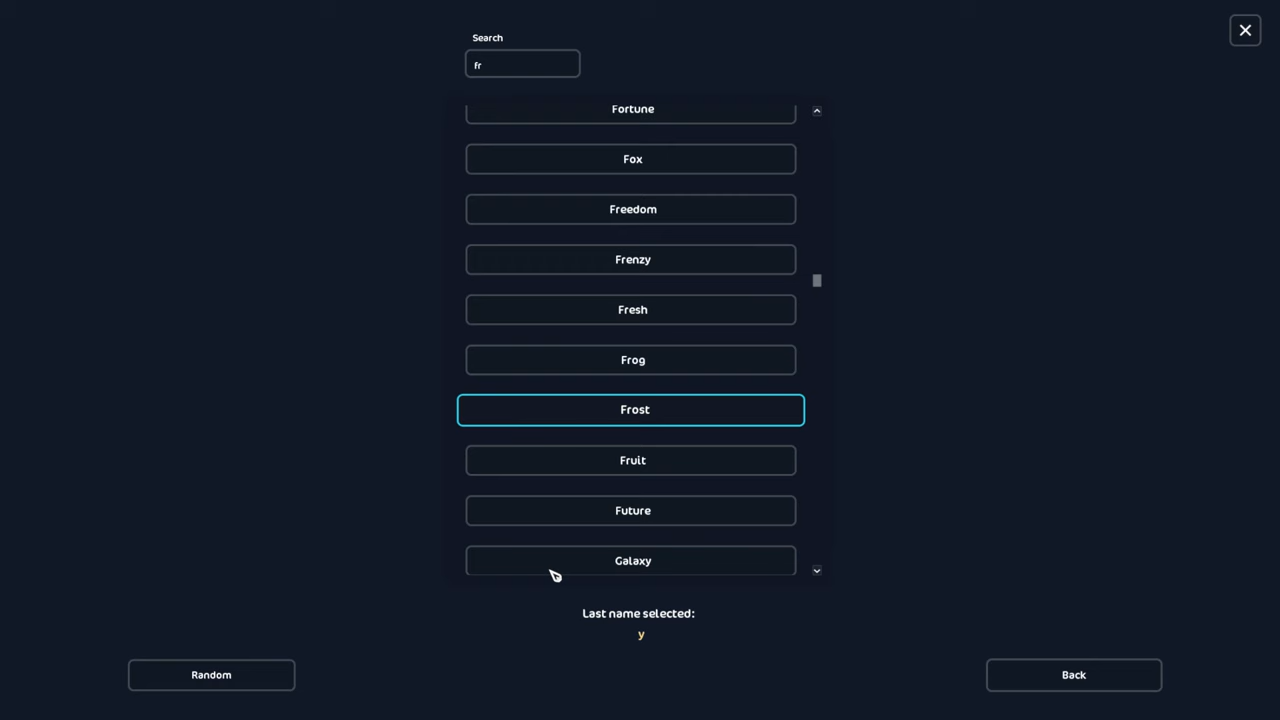 Search
fr
Fortune
Fox
Freedom
Frenzy
Fresh
Frog
Frost
Fruit
Future
Galaxy
Last name selected:
y
Random
Back